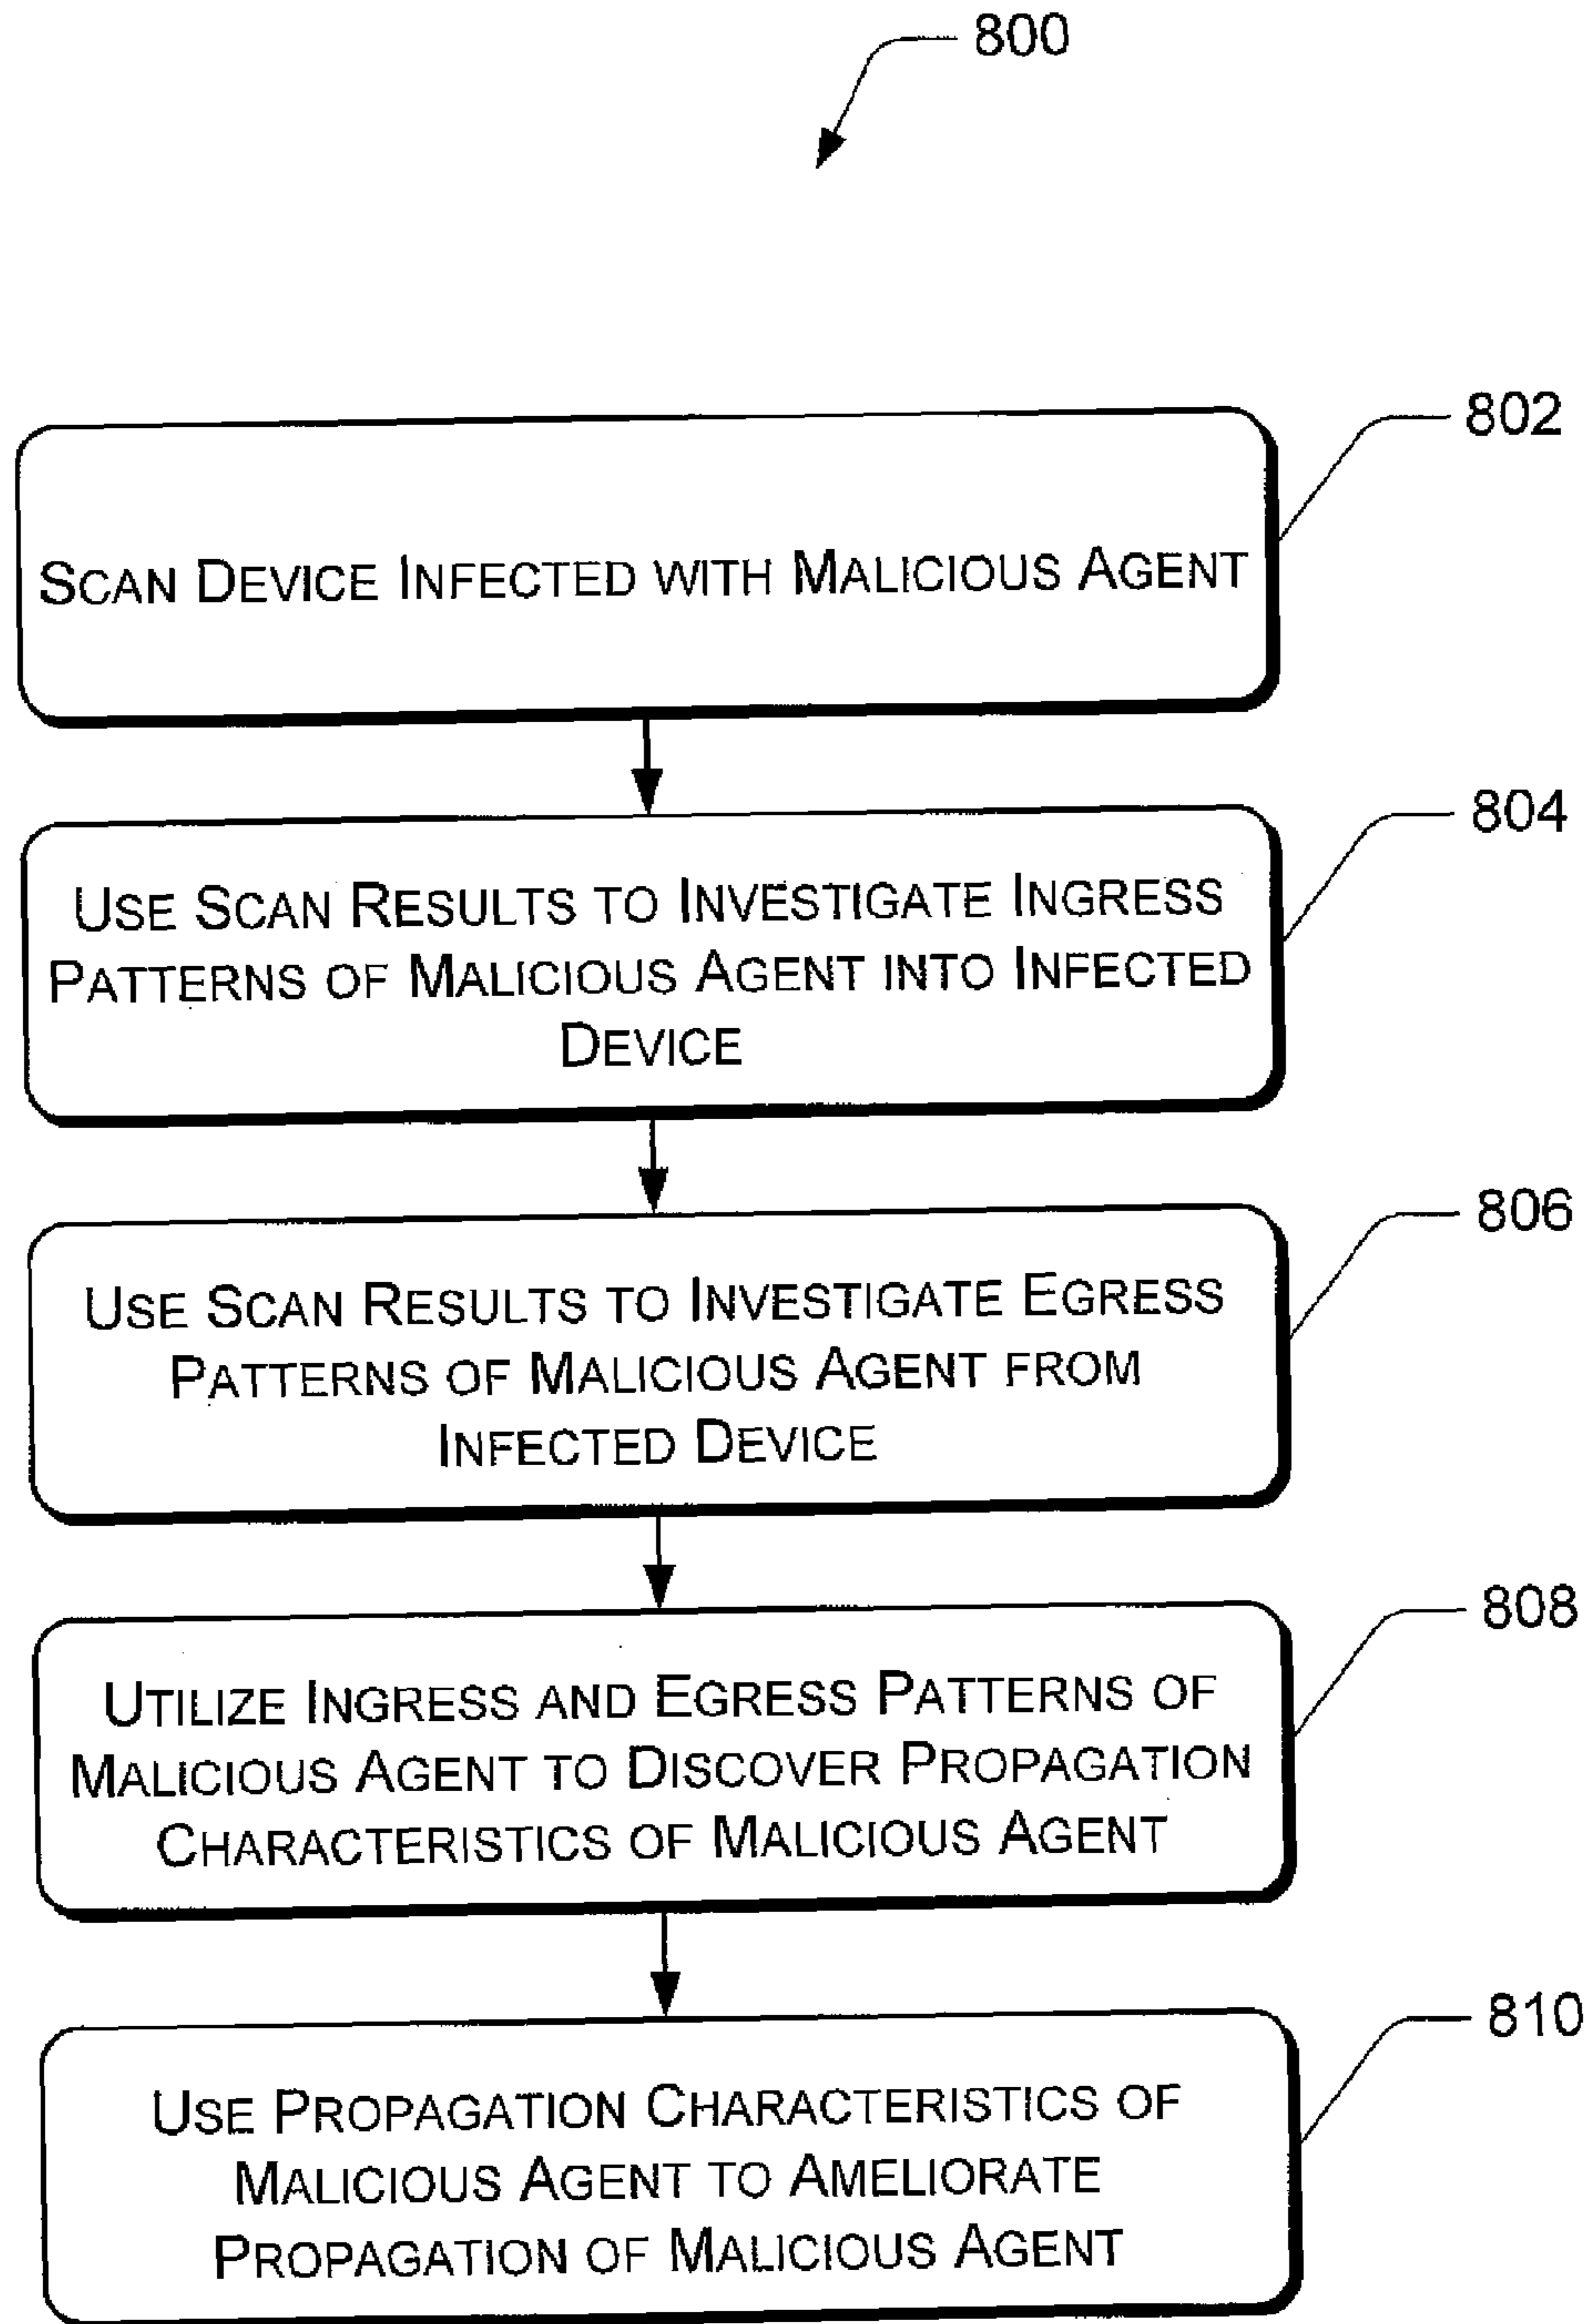 800
802
SCAN DEVICE INFECTED WITH MALICIOUS AGENT
804
USE SCAN RESULTS TO INVESTIGATE INGRESS
PATTERNS OF MALICIOUS AGENT INTO INFECTED
DEVICE
806
USE SCAN RESULTS TO INVESTIGATE EGRESS
PATTERNS OF MALICIOUS AGENT FROM
INFECTED DEVICE
808
UTILIZE INGRESS AND EGRESS PATTERNS OF
MALICIOUS AGENT TO DISCOVER PROPAGATION
CHARACTERISTICS OF MALICIOUS AGENT
810
USE PROPAGATION CHARACTERISTICS OF
MALICIOUS AGENT TO AMELIORATE
PROPAGATION OF MALICIOUS AGENT